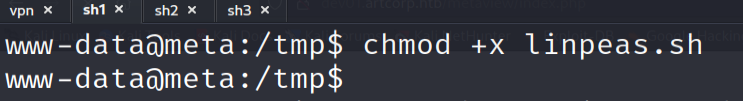 vpn × sh1 × sh2 × sh3 ×
www-data@meta:/tmp$ chmod +x linpeas.sh
www-data@meta:/tmp$